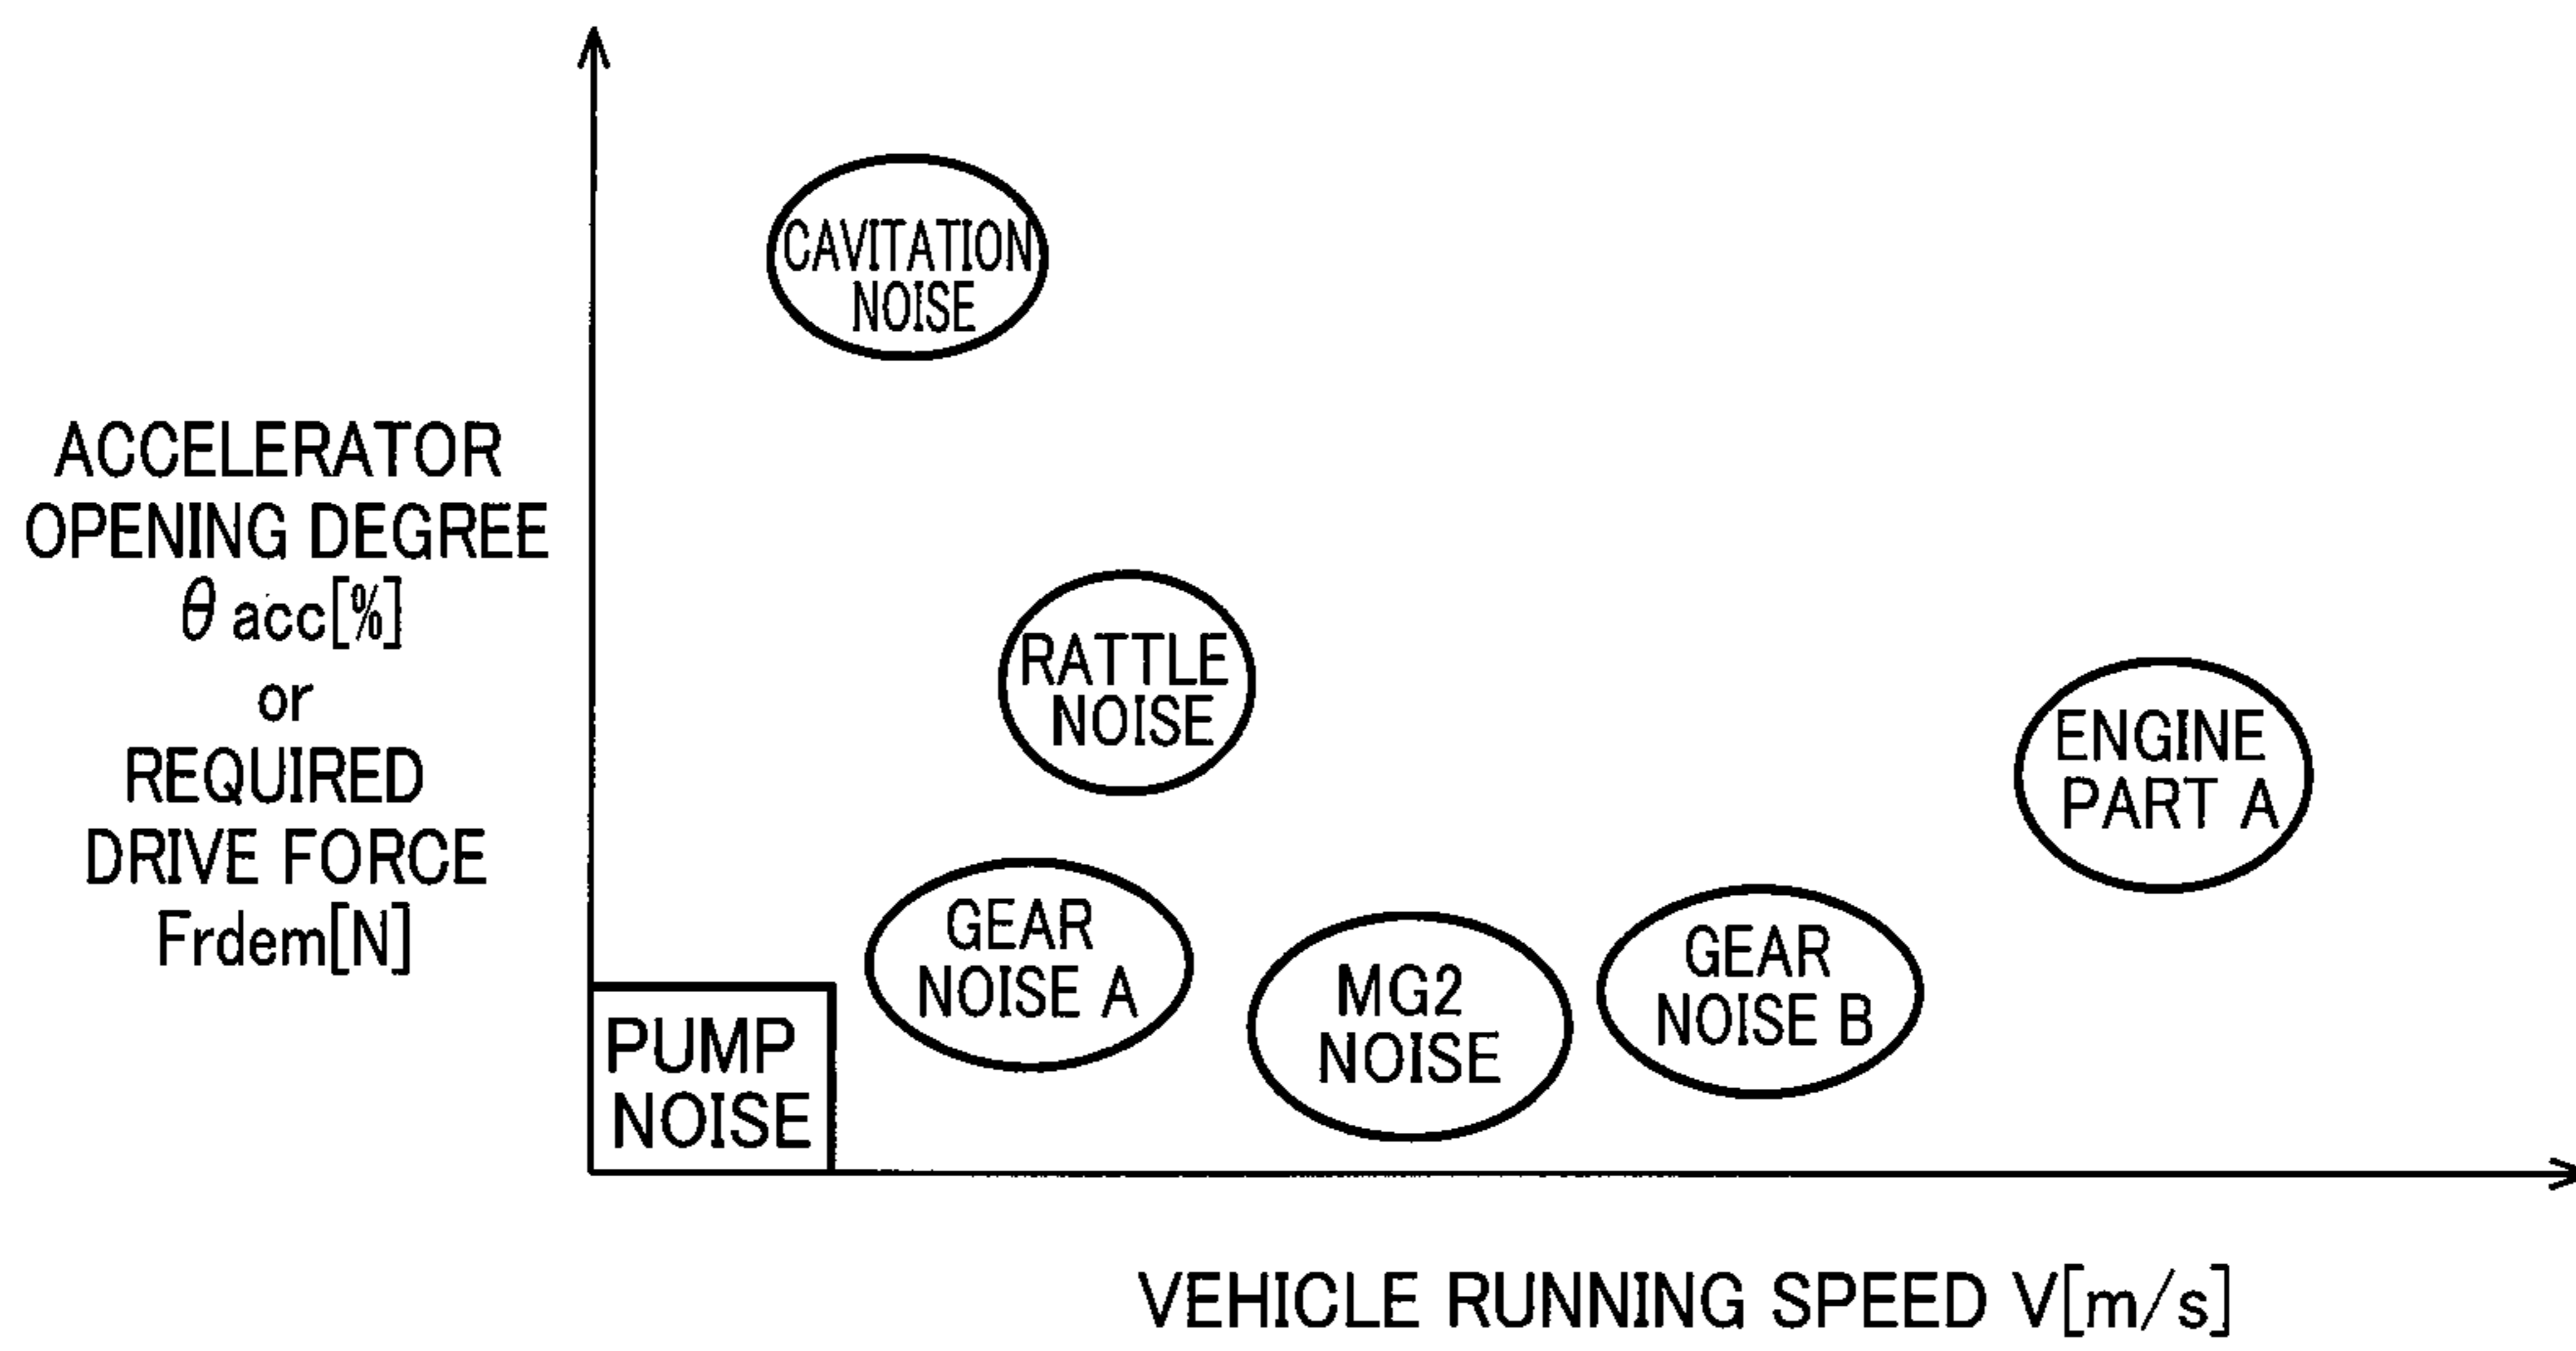 CAVITATION
NOISE
ACCELERATOR
OPENING DEGREE
θ acc[%]
or
REQUIRED
DRIVE FORCE
Frdem[N]
RATTLE
NOISE
ENGINE
PART A
GEAR
NOISE A
MG2
NOISE
GEAR
NOISE B
PUMP
NOISE
VEHICLE RUNNING SPEED V[m/s]